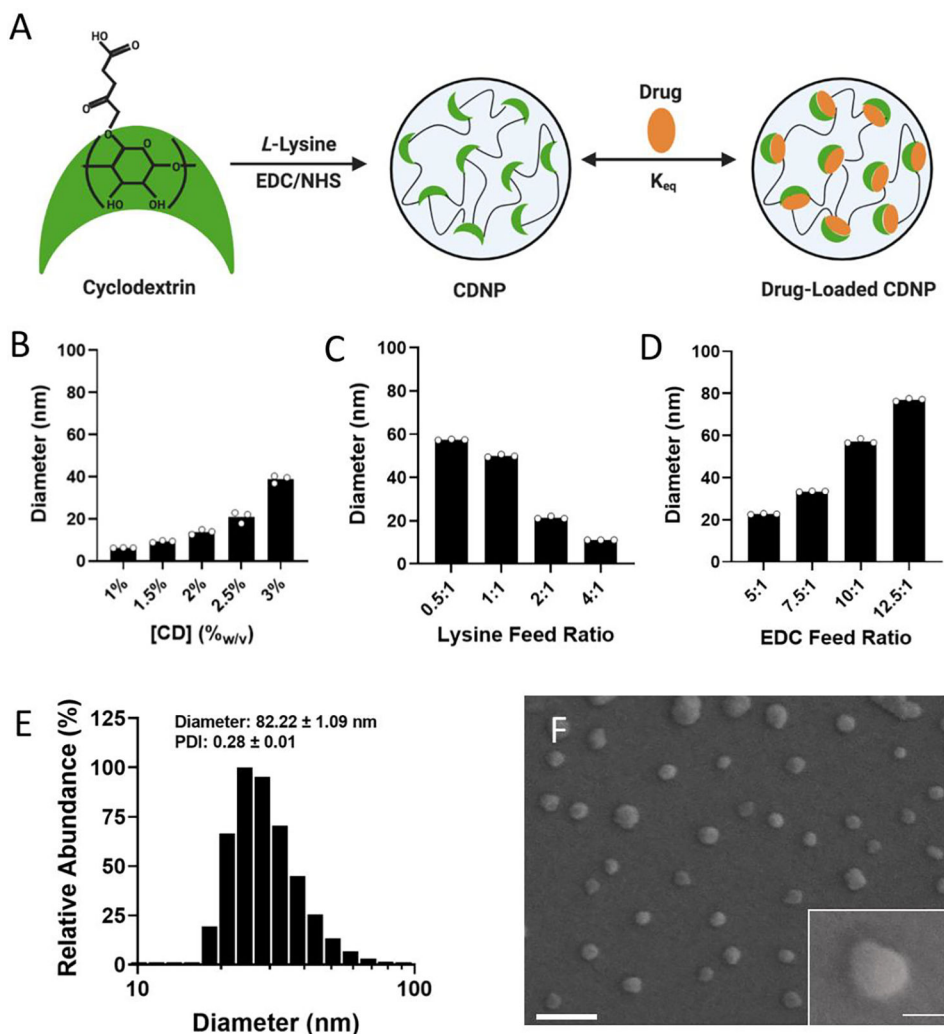 A
HO
O
O
O
O
O
HO
OH
Cyclodextrin
L-Lysine
EDC/NHS
CDNP
Drug
Keq
Drug-Loaded CDNP
B
Diameter (nm)
100
80
60
40
20
0
1%
1.5%
2%
2.5%
3%
[CD] (%w/v)
C
Diameter (nm)
100
80
60
40
20
0
0.5:1
1:1
2:1
4:1
Lysine Feed Ratio
D
Diameter (nm)
100
80
60
40
20
0
5:1
7.5:1
10:1
12.5:1
EDC Feed Ratio
E
Diameter: 82.22 ± 1.09 nm
PDI: 0.28 ± 0.01
Relative Abundance (%)
125
100
75
50
25
0
10
100
Diameter (nm)
F